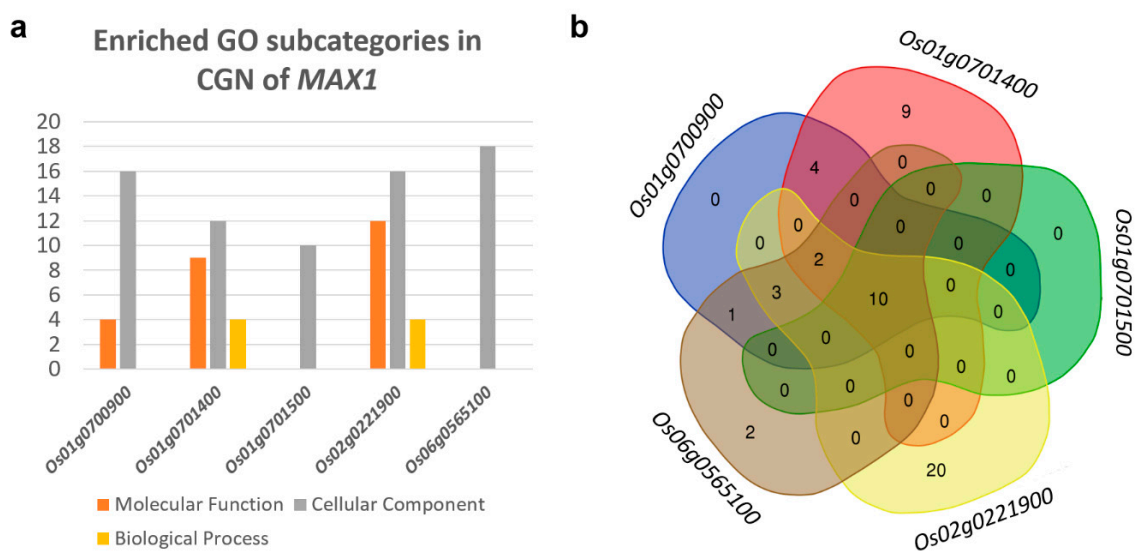 a
Enriched GO subcategories in
CGN of MAX1
20
18
16
14
12
10
8
6
4
2
0
Os01g0700900
Os01g0701400
Os01g0701500
Os02g0221900
Os06g0565100
Molecular Function
Cellular Component
Biological Process
b
Os01g0701400
Os01g0700900
Os01g0701500
Os06g0565100
Os02g0221900
9
4
0
0
0
0
0
0
0
0
0
0
0
0
2
3
10
0
0
1
0
0
0
0
0
0
0
0
2
0
0
20